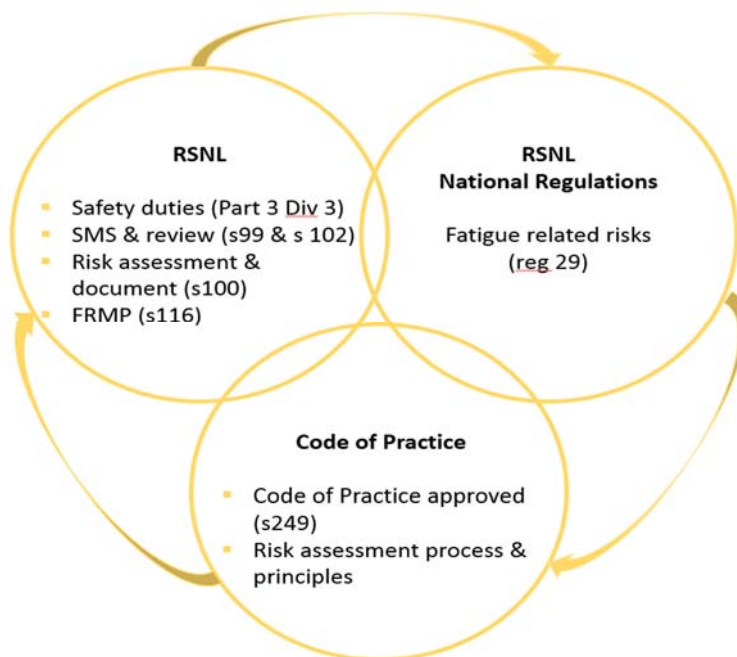 RSNL
▪ Safety duties (Part 3 Div 3)
▪ SMS & review (s99 & s 102)
▪ Risk assessment &
document (s100)
▪ FRMP (s116)
RSNL
National Regulations
Fatigue related risks
(reg 29)
Code of Practice
▪ Code of Practice approved
(s249)
▪ Risk assessment process &
principles